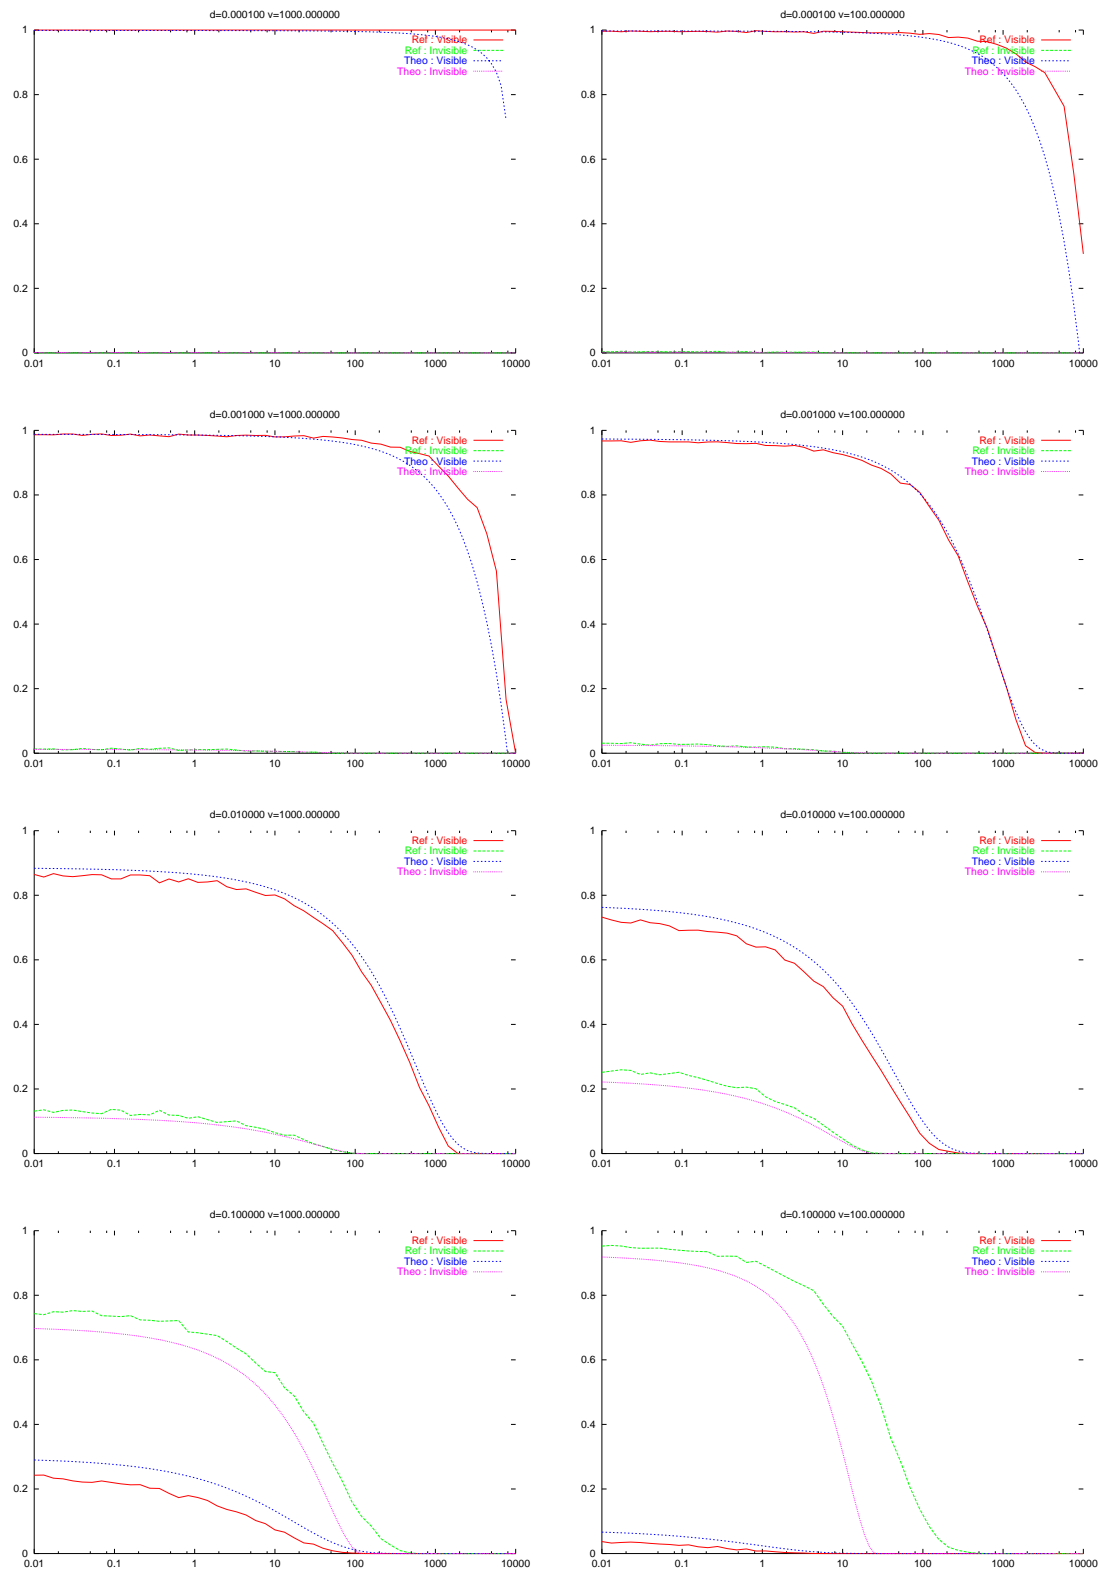 d=0.000100 v=1000.000000
Ref : Visible
Ref : Invisible
Theo : Visible
Theo : Invisible
1
0.8
0.6
0.4
0.2
0
0.01 0.1 1 10 100 1000 10000
d=0.000100 v=100.000000
Ref : Visible
Ref : Invisible
Theo : Visible
Theo : Invisible
1
0.8
0.6
0.4
0.2
0
0.01 0.1 1 10 100 1000 10000
d=0.001000 v=1000.000000
Ref : Visible
Ref : Invisible
Theo : Visible
Theo : Invisible
1
0.8
0.6
0.4
0.2
0
0.01 0.1 1 10 100 1000 10000
d=0.001000 v=100.000000
Ref : Visible
Ref : Invisible
Theo : Visible
Theo : Invisible
1
0.8
0.6
0.4
0.2
0
0.01 0.1 1 10 100 1000 10000
d=0.010000 v=1000.000000
Ref : Visible
Ref : Invisible
Theo : Visible
Theo : Invisible
1
0.8
0.6
0.4
0.2
0
0.01 0.1 1 10 100 1000 10000
d=0.010000 v=100.000000
Ref : Visible
Ref : Invisible
Theo : Visible
Theo : Invisible
1
0.8
0.6
0.4
0.2
0
0.01 0.1 1 10 100 1000 10000
d=0.100000 v=1000.000000
Ref : Visible
Ref : Invisible
Theo : Visible
Theo : Invisible
1
0.8
0.6
0.4
0.2
0
0.01 0.1 1 10 100 1000 10000
d=0.100000 v=100.000000
Ref : Visible
Ref : Invisible
Theo : Visible
Theo : Invisible
1
0.8
0.6
0.4
0.2
0
0.01 0.1 1 10 100 1000 10000